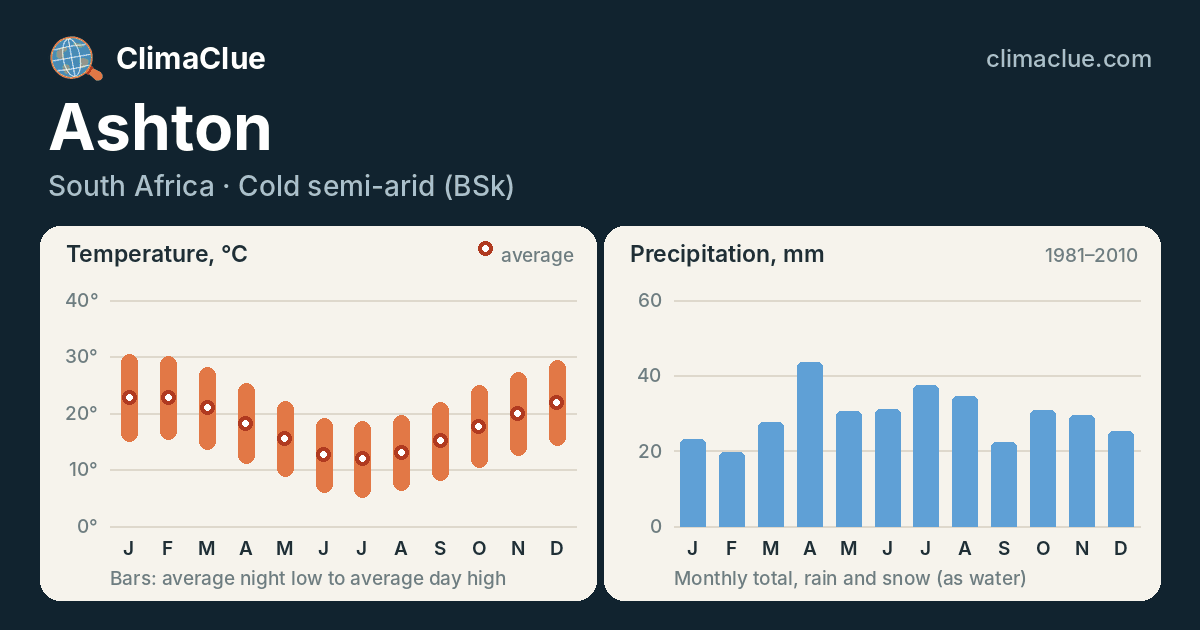 ClimaClue
climaclue.com
Ashton
South Africa · Cold semi-arid (BSk)
Temperature, °C
average
40°
30°
20°
10°
0°
J F M A M J J A S O N D
Bars: average night low to average day high
Precipitation, mm
1981–2010
60
40
20
0
J F M A M J J A S O N D
Monthly total, rain and snow (as water)